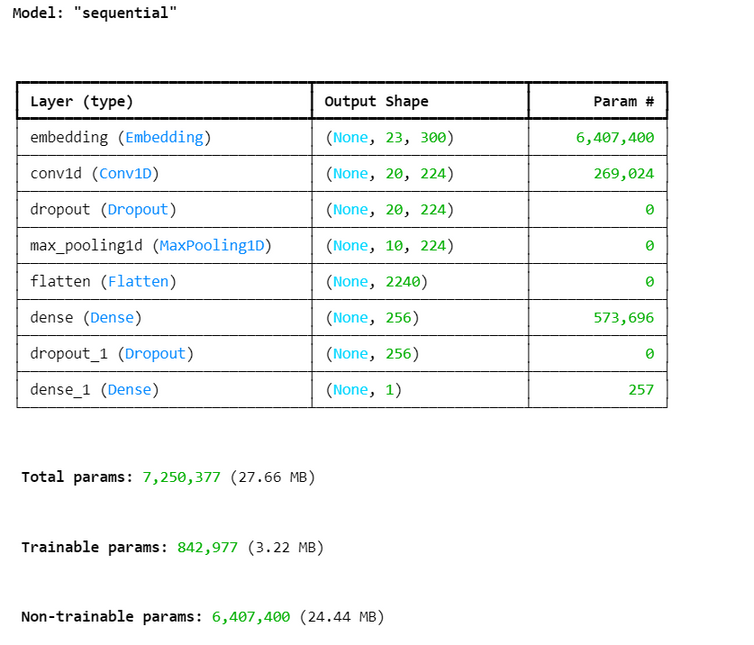 Model: "sequential"
Layer (type) Output Shape Param #
embedding (Embedding) (None, 23, 300) 6,407,400
conv1d (Conv1D) (None, 20, 224) 269,024
dropout (Dropout) (None, 20, 224) 0
max_pooling1d (MaxPooling1D) (None, 10, 224) 0
flatten (Flatten) (None, 2240) 0
dense (Dense) (None, 256) 573,696
dropout_1 (Dropout) (None, 256) 0
dense_1 (Dense) (None, 1) 257
Total params: 7,250,377 (27.66 MB)
Trainable params: 842,977 (3.22 MB)
Non-trainable params: 6,407,400 (24.44 MB)